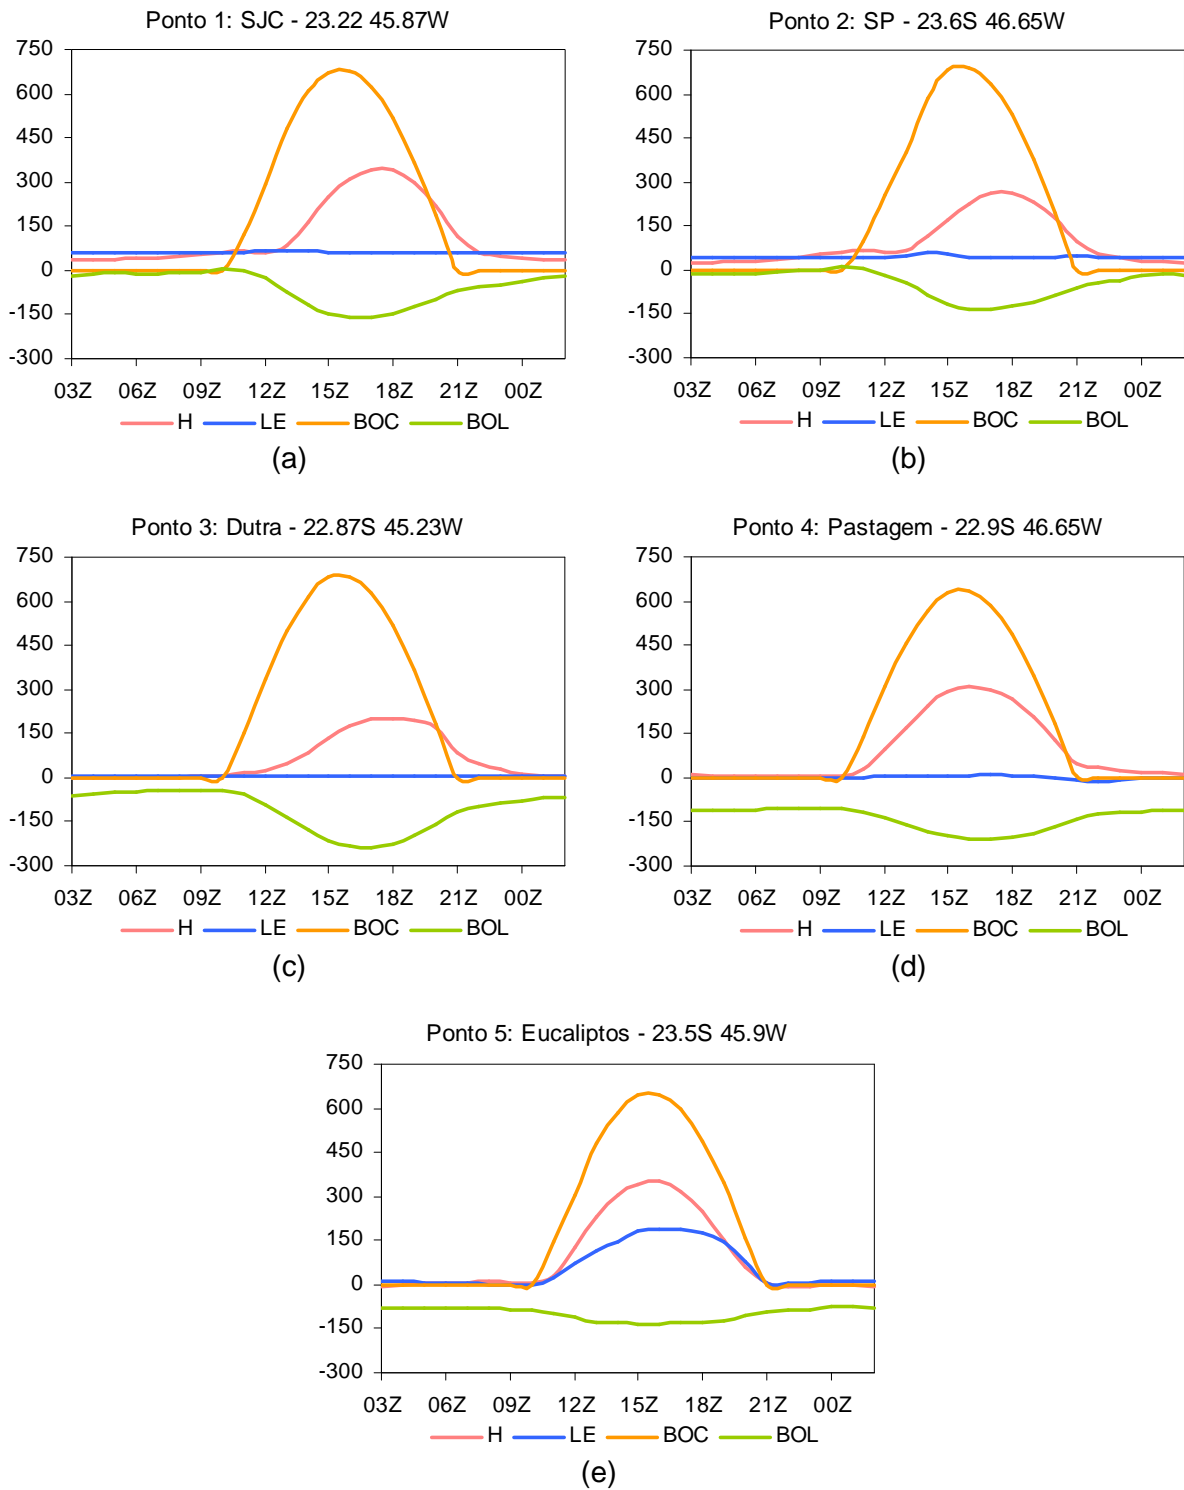 Ponto 1: SJC - 23.22 45.87W
750
600
450
300
150
0
-150
-300
03Z 06Z 09Z 12Z 15Z 18Z 21Z 00Z
H LE BOC BOL
(a)
Ponto 2: SP - 23.6S 46.65W
750
600
450
300
150
0
-150
-300
03Z 06Z 09Z 12Z 15Z 18Z 21Z 00Z
H LE BOC BOL
(b)
Ponto 3: Dutra - 22.87S 45.23W
750
600
450
300
150
0
-150
-300
03Z 06Z 09Z 12Z 15Z 18Z 21Z 00Z
H LE BOC BOL
(c)
Ponto 4: Pastagem - 22.9S 46.65W
750
600
450
300
150
0
-150
-300
03Z 06Z 09Z 12Z 15Z 18Z 21Z 00Z
H LE BOC BOL
(d)
Ponto 5: Eucaliptos - 23.5S 45.9W
750
600
450
300
150
0
-150
-300
03Z 06Z 09Z 12Z 15Z 18Z 21Z 00Z
H LE BOC BOL
(e)